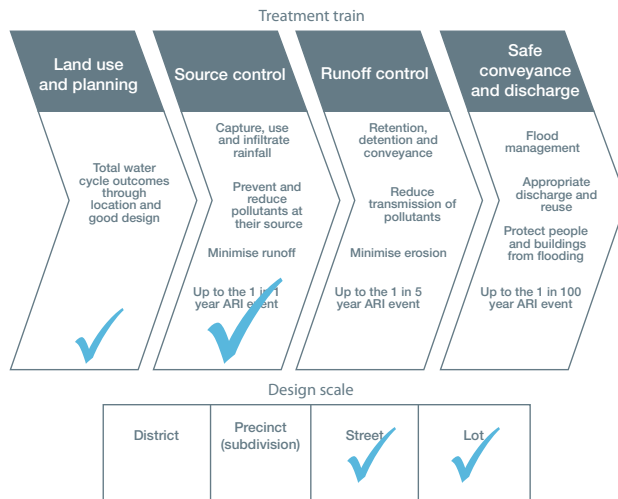 Treatment train
Land use
and planning
Total water
cycle outcomes
through
location and
good design
Source control
Capture, use
and infiltrate
rainfall
Prevent and
reduce
pollutants at
their source
Minimise runoff
Up to the 1 in 1
year ARI event
Runoff control
Retention,
detention and
conveyance
Reduce
transmission of
pollutants
Minimise erosion
Up to the 1 in 5
year ARI event
Safe
conveyance
and discharge
Flood
management
Appropriate
discharge and
reuse
Protect people
and buildings
from flooding
Up to the 1 in 100
year ARI event
Design scale
District
Precinct
(subdivision)
Street
Lot